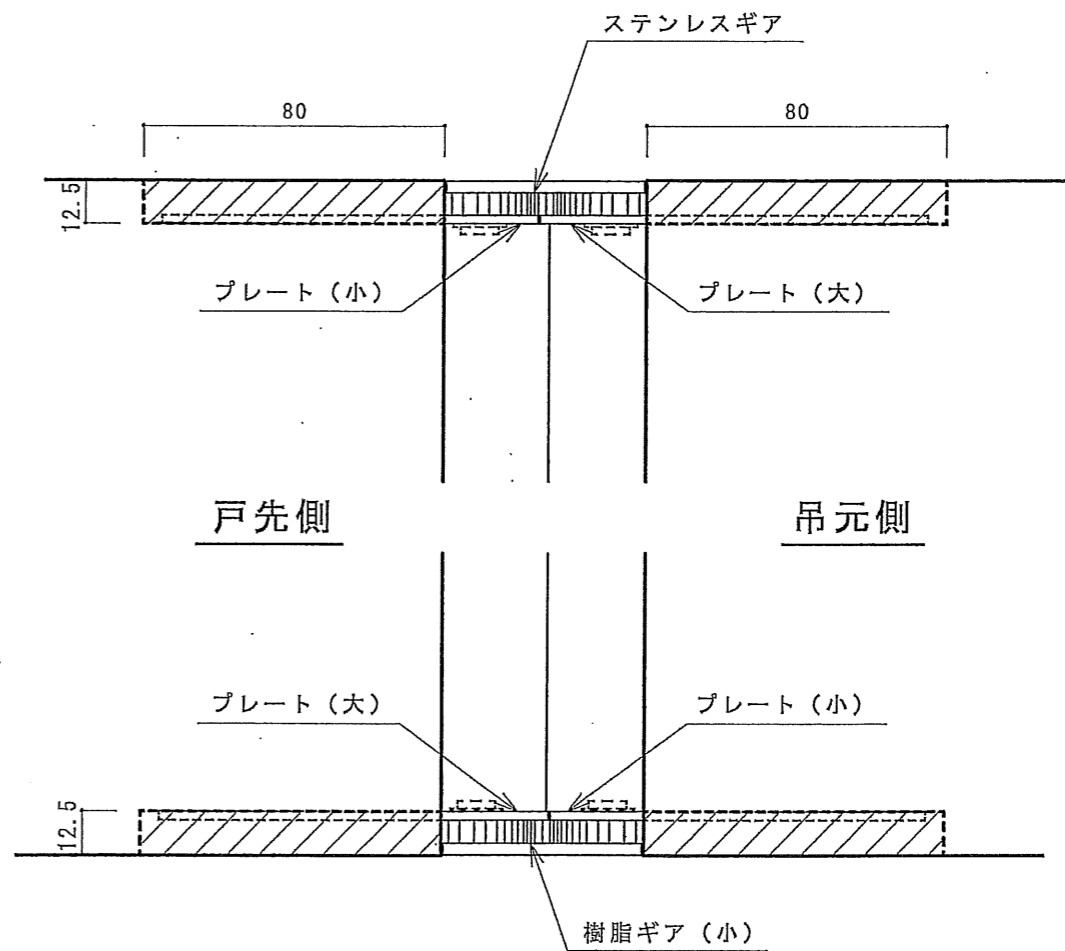 ステンレスギア
80
80
12.5
プレート（小）
プレート（大）
戸先側
吊元側
プレート（大）
プレート（小）
12.5
樹脂ギア（小）